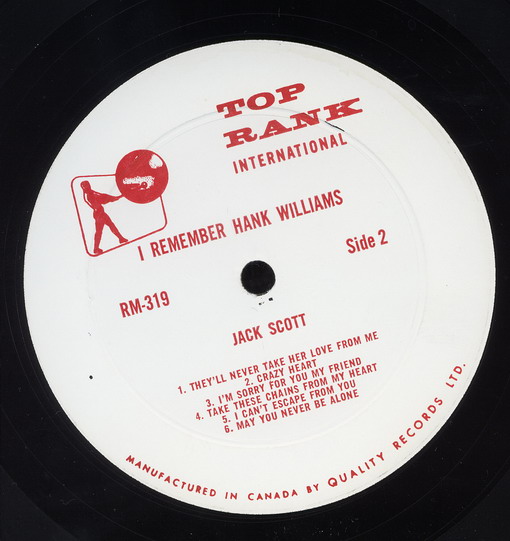 TOP
RANK
INTERNATIONAL
I REMEMBER HANK WILLIAMS
Side 2
RM-319
JACK SCOTT
1. THEY'LL NEVER TAKE HER LOVE FROM ME
2. CRAZY HEART
3. I'M SORRY FOR YOU MY FRIEND
4. TAKE THESE CHAINS FROM MY HEART
5. I CAN'T ESCAPE FROM YOU
6. MAY YOU NEVER BE ALONE
MANUFACTURED IN CANADA BY QUALITY RECORDS LTD.